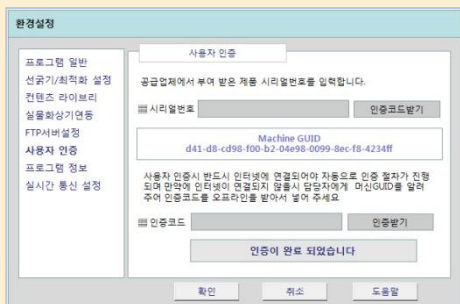 환경설정
프로그램 일반
선굵기/최적화 설정
컨텐츠 라이브리
실물화상기연동
FTP서버설정
사용자 인증
프로그램 정보
실시간 통신 설정
사용자 인증
공급업체에서 부여 받은 제품 시리얼번호를 입력합니다.
시리얼번호
인증코드받기
Machine GUID
d41-d8-cd98-f00-b2-04e98-0099-8ec-f8-4234ff
사용자 인증시 반드시 인터넷에 연결되어야 자동으로 인증 절차가 진행
되며 만약에 인터넷이 연결되지 않을시 담당자에게 머신GUID를 알려
주어 인증코드를 오프라인을 받아서 넣어 주세요
인증코드
인증받기
인증이 완료 되었습니다
확인
취소
도움말